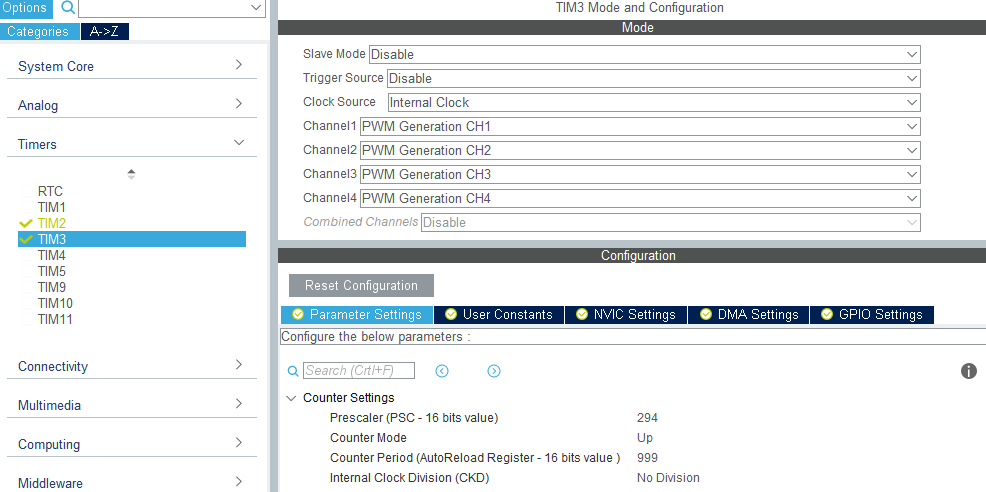 Options
Categories
A->Z
System Core
Analog
Timers
RTC
TIM1
TIM2
TIM3
TIM4
TIM5
TIM9
TIM10
TIM11
Connectivity
Multimedia
Computing
Middleware
TIM3 Mode and Configuration
Mode
Slave Mode Disable
Trigger Source Disable
Clock Source Internal Clock
Channel1 PWM Generation CH1
Channel2 PWM Generation CH2
Channel3 PWM Generation CH3
Channel4 PWM Generation CH4
Combined Channels Disable
Configuration
Reset Configuration
Parameter Settings User Constants NVIC Settings DMA Settings GPIO Settings
Configure the below parameters :
Search (Crtl+F)
Counter Settings
Prescaler (PSC - 16 bits value) 294
Counter Mode Up
Counter Period (AutoReload Register - 16 bits value ) 999
Internal Clock Division (CKD) No Division